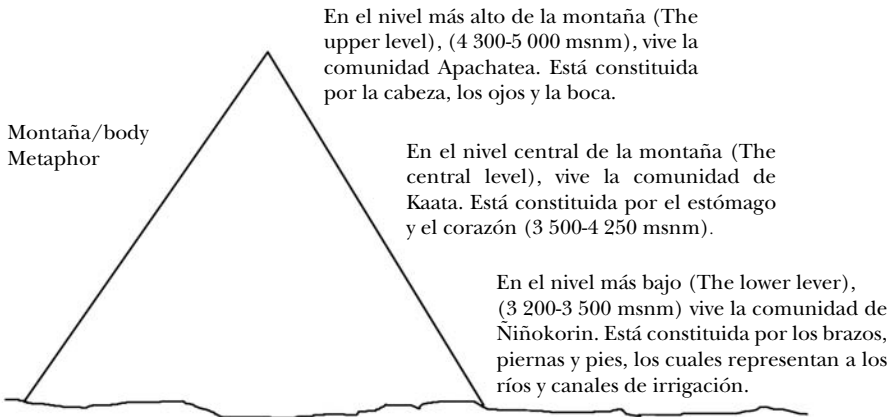 En el nivel más alto de la montaña (The
upper level), (4 300-5 000 msnm), vive la
comunidad Apachatea. Está constituida
por la cabeza, los ojos y la boca.
Montaña/body
Metaphor
En el nivel central de la montaña (The
central level), vive la comunidad de
Kaata. Está constituida por el estómago
y el corazón (3 500-4 250 msnm).
En el nivel más bajo (The lower lever),
(3 200-3 500 msnm) vive la comunidad de
Ñiñokorin. Está constituida por los brazos,
piernas y pies, los cuales representan a los
ríos y canales de irrigación.